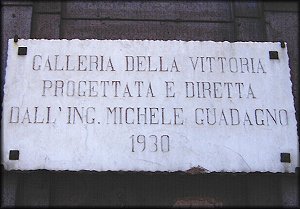 GALLERIA DELLA VITTORIA
PROGETTATA E DIRETTA
DALL'ING. MICHELE GUADAGNO
1930